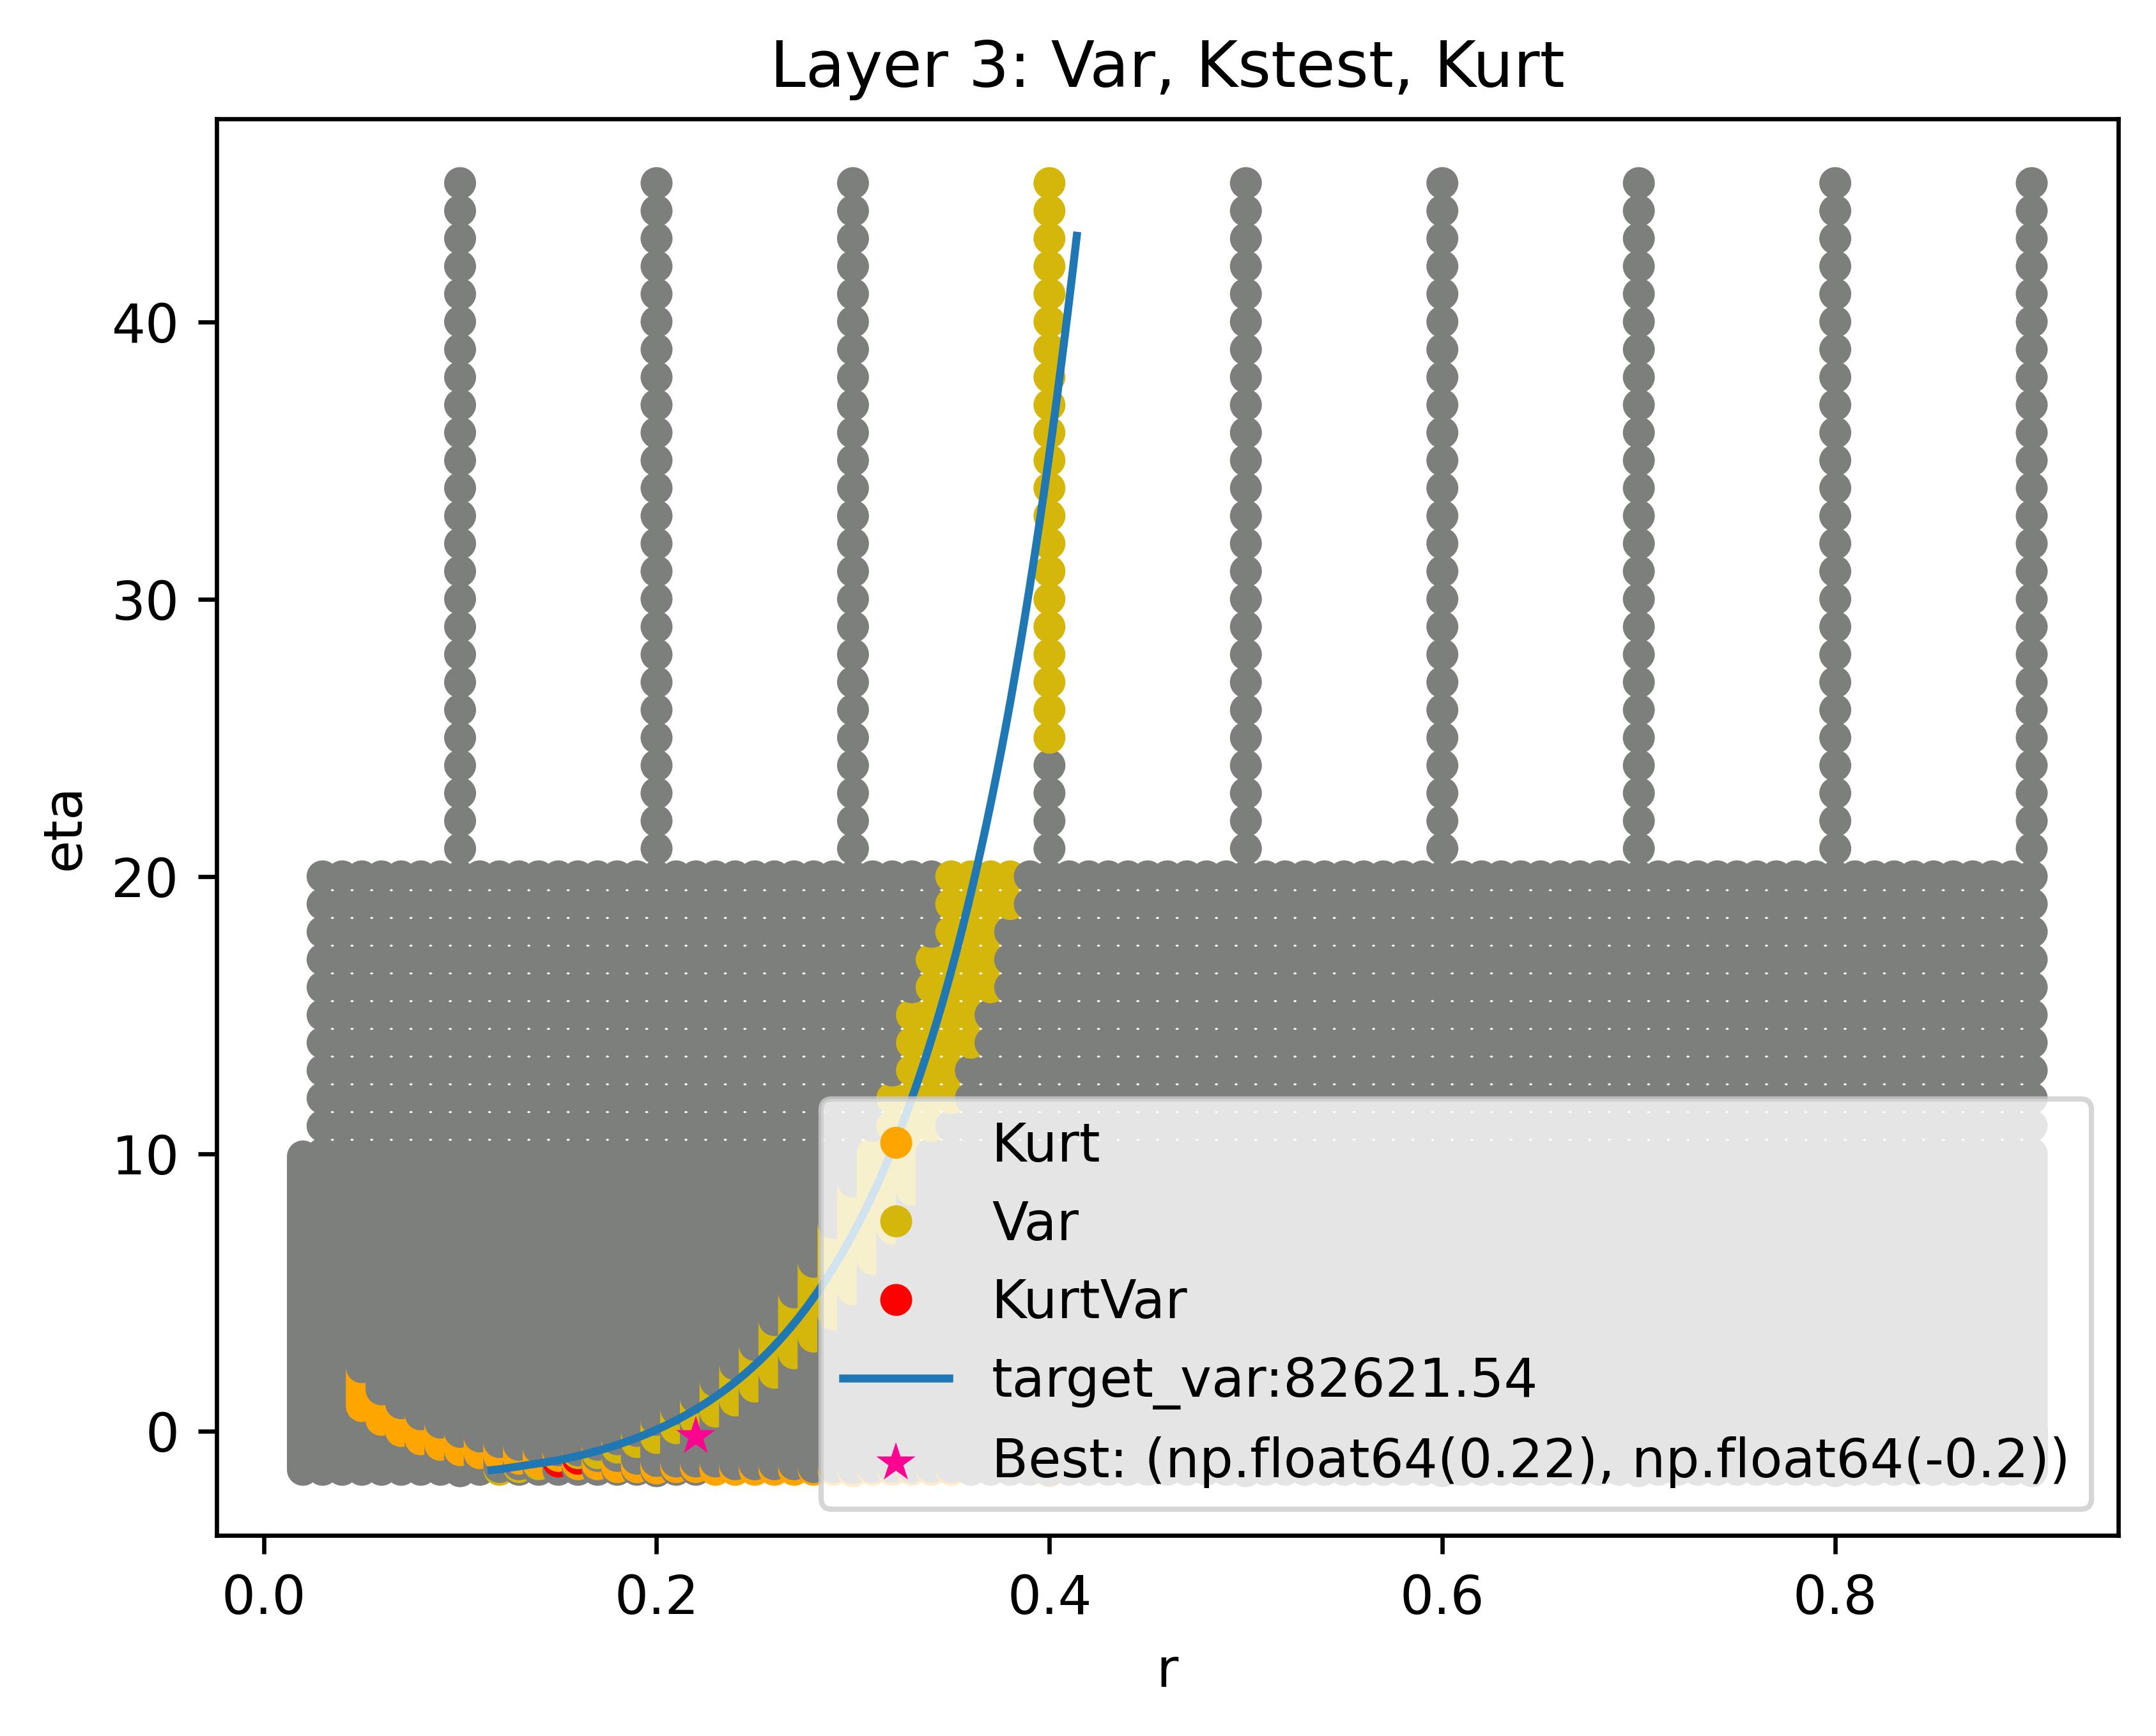 Layer 3: Var, Kstest, Kurt
40
30
20
10
0
eta
Kurt
Var
KurtVar
target_var:82621.54
Best: (np.float64(0.22), np.float64(-0.2))
0.0 0.2 0.4 0.6 0.8
r